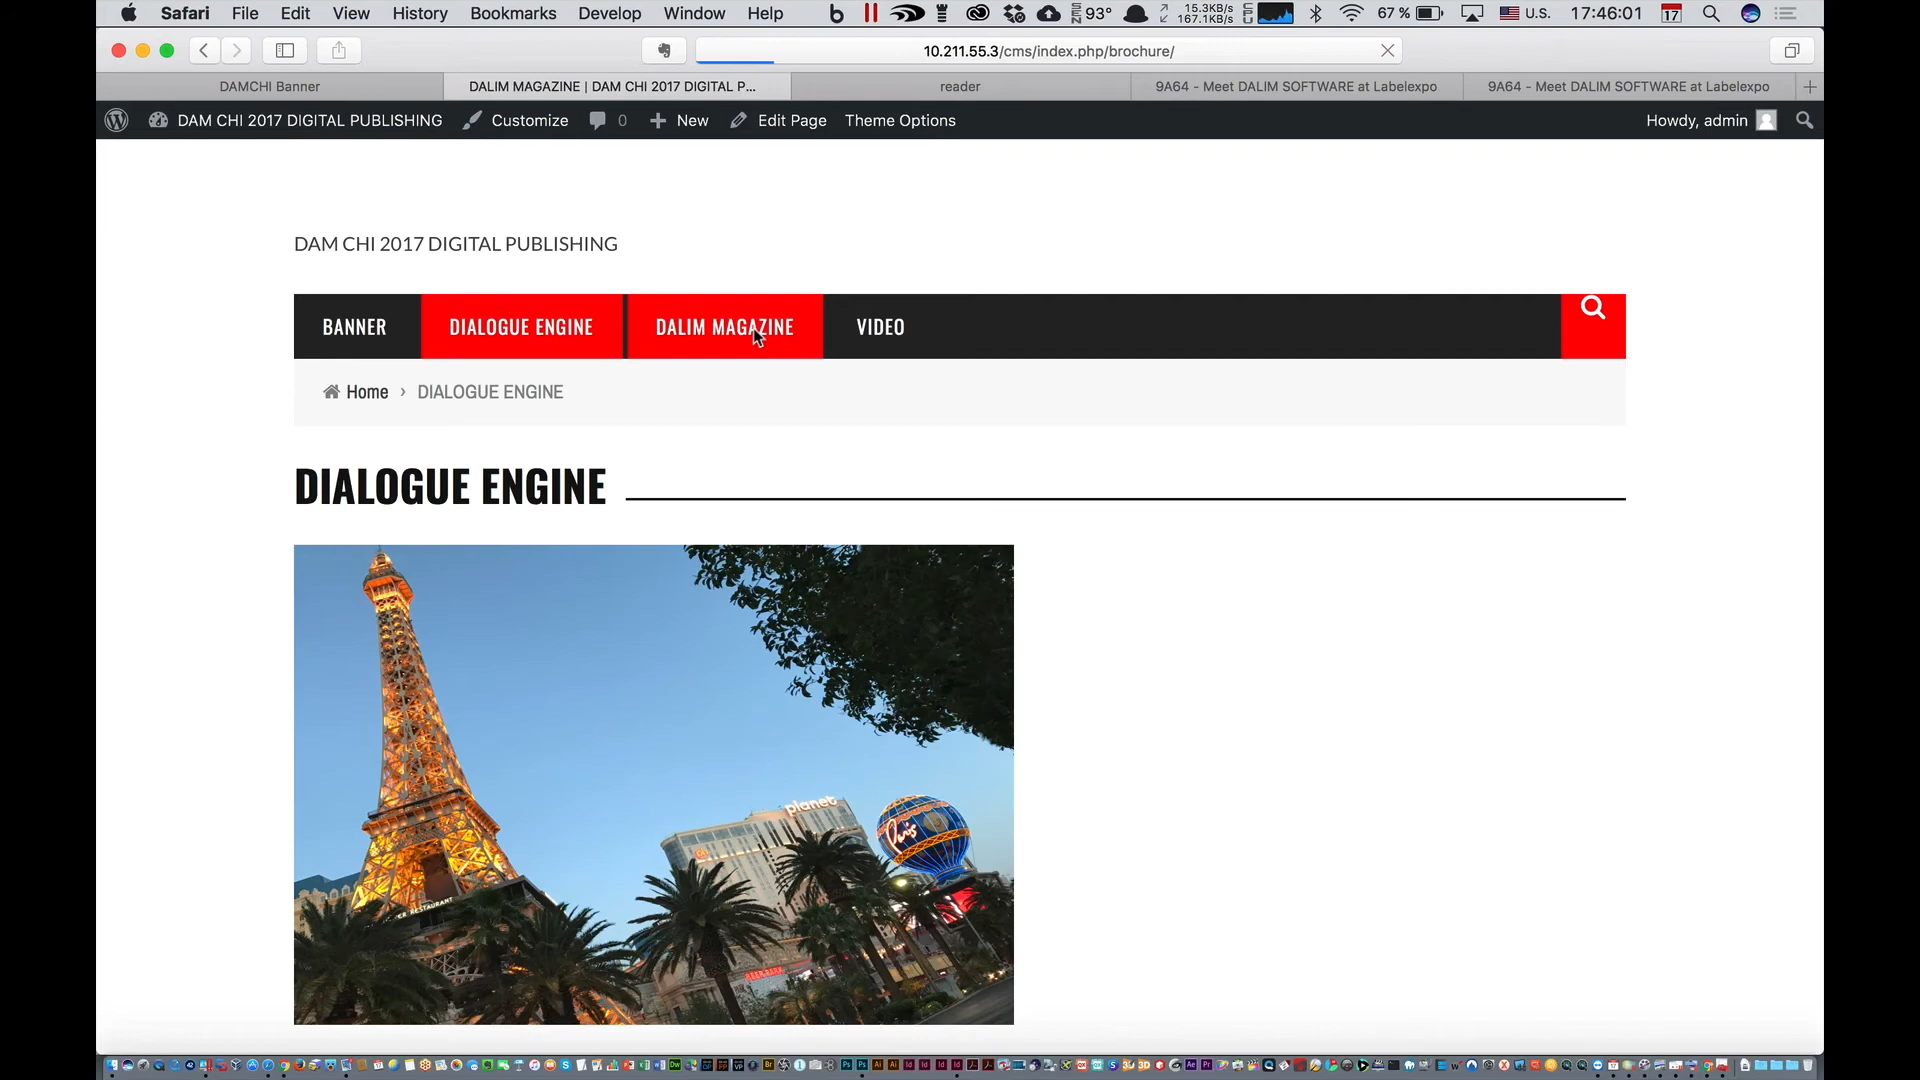 Safari File Edit View History Bookmarks Develop Window Help 93° 15.3KB/s 167.1KB/s 67 % U.S. 17:46:01 17
10.211.55.3/cms/index.php/brochure/
DAMCHI Banner DALIM MAGAZINE | DAM CHI 2017 DIGITAL P... reader 9A64 - Meet DALIM SOFTWARE at Labelexpo 9A64 - Meet DALIM SOFTWARE at Labelexpo
DAM CHI 2017 DIGITAL PUBLISHING Customize 0 New Edit Page Theme Options Howdy, admin
DAM CHI 2017 DIGITAL PUBLISHING
BANNER DIALOGUE ENGINE DALIM MAGAZINE VIDEO
Home › DIALOGUE ENGINE
DIALOGUE ENGINE
planet
Paris